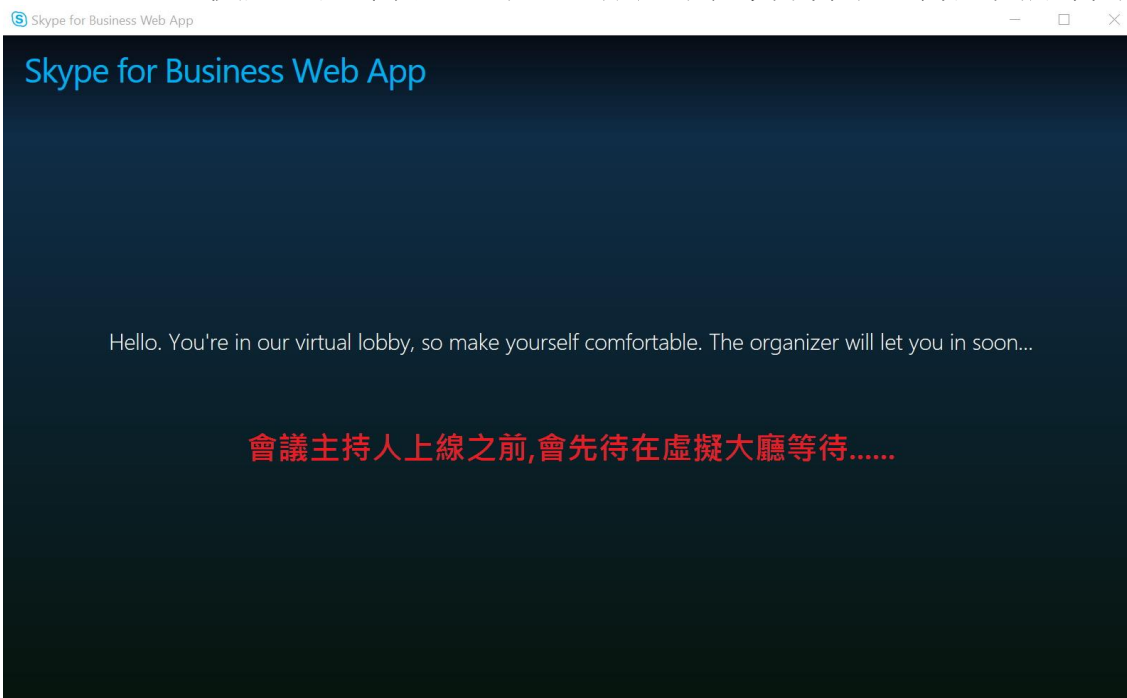 Skype for Business Web App
Skype for Business Web App
Hello. You're in our virtual lobby, so make yourself comfortable. The organizer will let you in soon...
會議主持人上線之前,會先待在虛擬大廳等待......